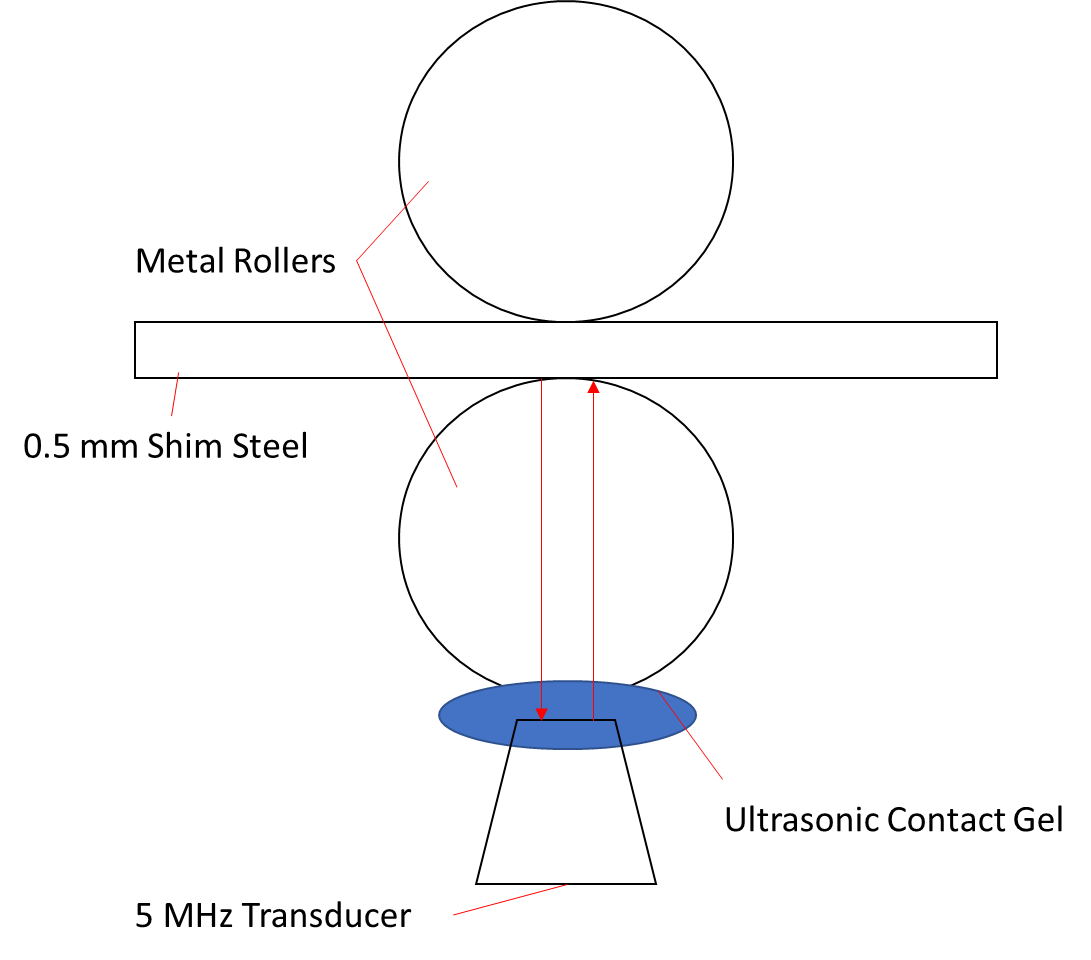 Metal Rollers
0.5 mm Shim Steel
Ultrasonic Contact Gel
5 MHz Transducer